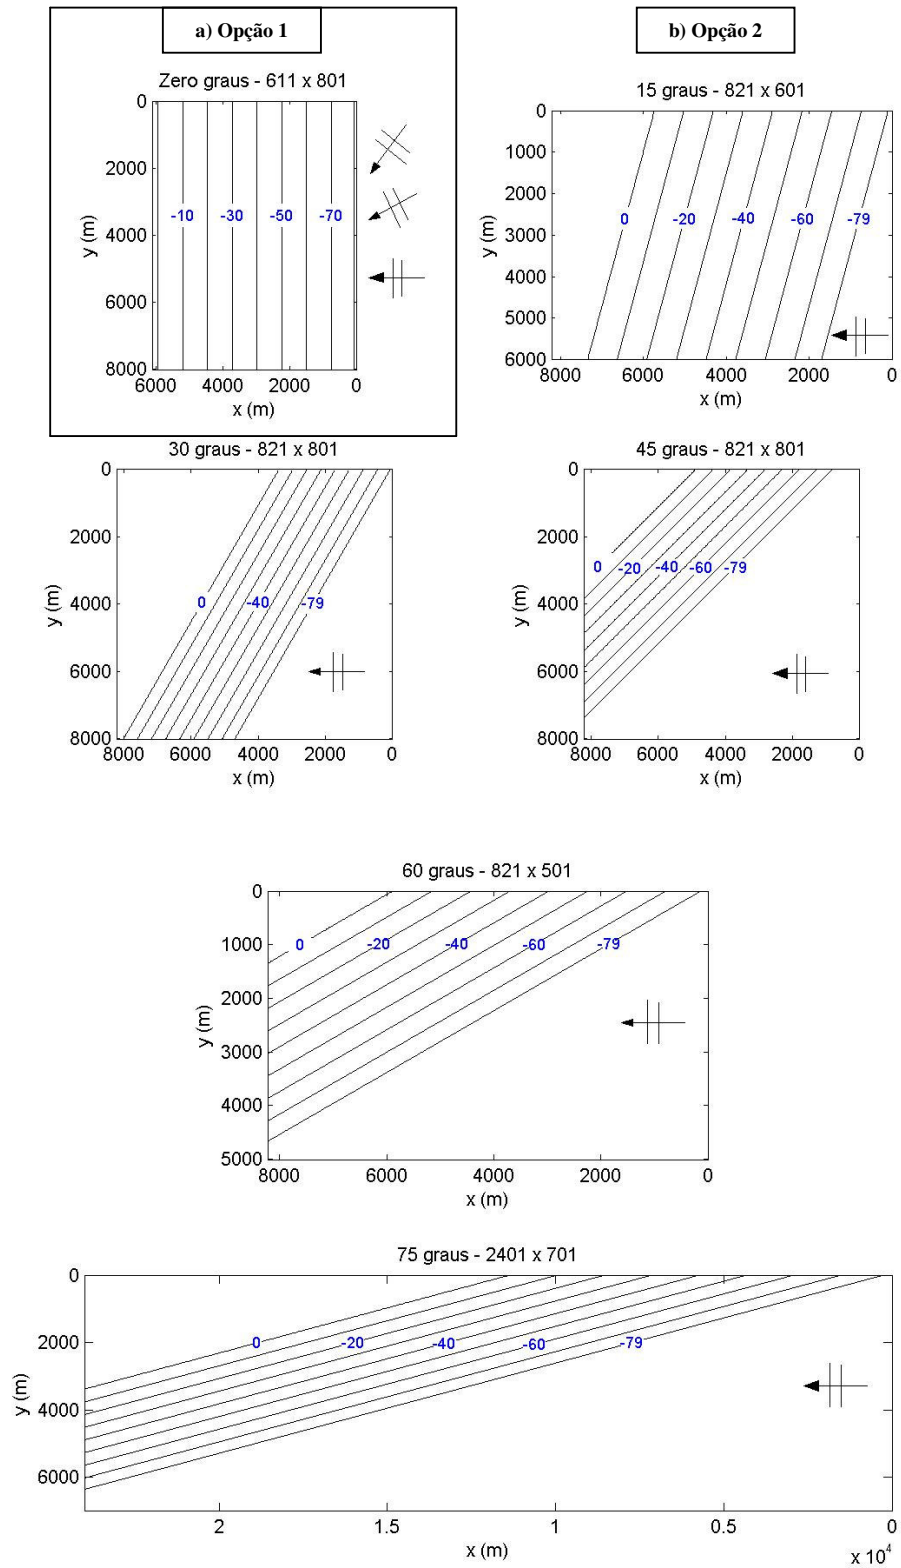 a) Opção 1
b) Opção 2
Zero graus - 611 x 801
0
2000
4000
6000
8000
y (m)
-10 -30 -50 -70
6000 4000 2000 0
x (m)
15 graus - 821 x 601
0
1000
2000
3000
4000
5000
6000
y (m)
0 -20 -40 -60 -79
8000 6000 4000 2000 0
x (m)
30 graus - 821 x 801
0
2000
4000
6000
8000
y (m)
0 -40 -79
8000 6000 4000 2000 0
x (m)
45 graus - 821 x 801
0
2000
4000
6000
8000
y (m)
0 -20 -40 -60 -79
8000 6000 4000 2000 0
x (m)
60 graus - 821 x 501
0
1000
2000
3000
4000
5000
y (m)
0 -20 -40 -60 -79
8000 6000 4000 2000 0
x (m)
75 graus - 2401 x 701
0
2000
4000
6000
y (m)
0 -20 -40 -60 -79
2 1.5 1 0.5 0
x (m)
x 10⁴